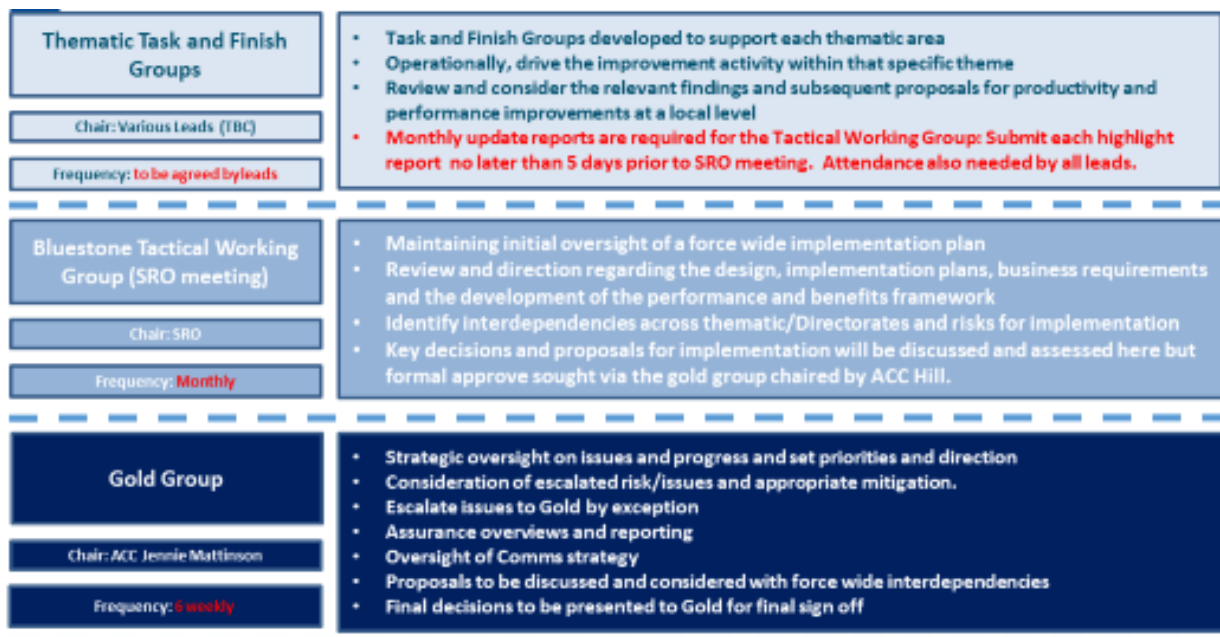 Thematic Task and Finish
Groups
Chair: Various Leads (TBC)
Frequency: to be agreed byleads
• Task and Finish Groups developed to support each thematic area
• Operationally, drive the improvement activity within that specific theme
• Review and consider the relevant findings and subsequent proposals for productivity and
performance improvements at a local level
• Monthly update reports are required for the Tactical Working Group: Submit each highlight
report no later than 5 days prior to SRO meeting. Attendance also needed by all leads.
Bluestone Tactical Working
Group (SRO meeting)
Chair: SRO
Frequency: Monthly
• Maintaining initial oversight of a force wide implementation plan
• Review and direction regarding the design, implementation plans, business requirements
and the development of the performance and benefits framework
• Identify interdependencies across thematic/Directorates and risks for implementation
• Key decisions and proposals for implementation will be discussed and assessed here but
formal approve sought via the gold group chaired by ACC Hill.
Gold Group
Chair: ACC Jennie Mattinson
Frequency: 6 weekly
• Strategic oversight on issues and progress and set priorities and direction
• Consideration of escalated risk/issues and appropriate mitigation.
• Escalate issues to Gold by exception
• Assurance overviews and reporting
• Oversight of Comms strategy
• Proposals to be discussed and considered with force wide interdependencies
• Final decisions to be presented to Gold for final sign off